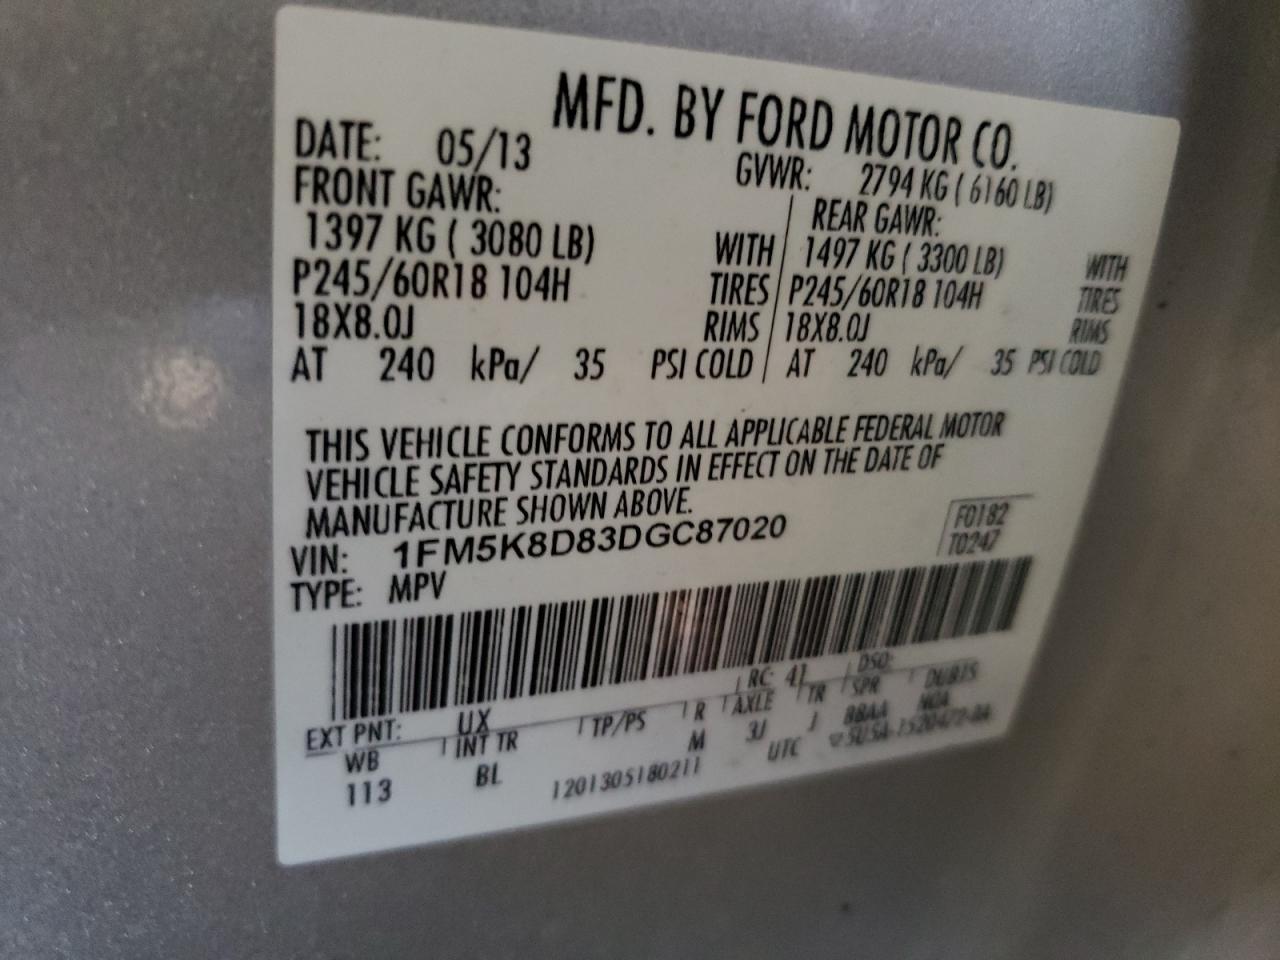 MFD. BY FORD MOTOR CO.
DATE: 05/13
GVWR: 2794 KG ( 6160 LB)
FRONT GAWR:
REAR GAWR:
1397 KG ( 3080 LB) WITH 1497 KG ( 3300 LB) WITH
P245/60R18 104H TIRES P245/60R18 104H TIRES
18X8.0J RIMS 18X8.0J RIMS
AT 240 kPa/ 35 PSI COLD AT 240 kPa/ 35 PSI COLD
THIS VEHICLE CONFORMS TO ALL APPLICABLE FEDERAL MOTOR
VEHICLE SAFETY STANDARDS IN EFFECT ON THE DATE OF
MANUFACTURE SHOWN ABOVE.
VIN: 1FM5K8D83DGC87020
F0182
T0247
TYPE: MPV
EXT PNT: UX RC: 41 DSO:
WB INT TR TP/PS R AXLE TR SPR
113 BL M 3J J
1201305180211 UTC